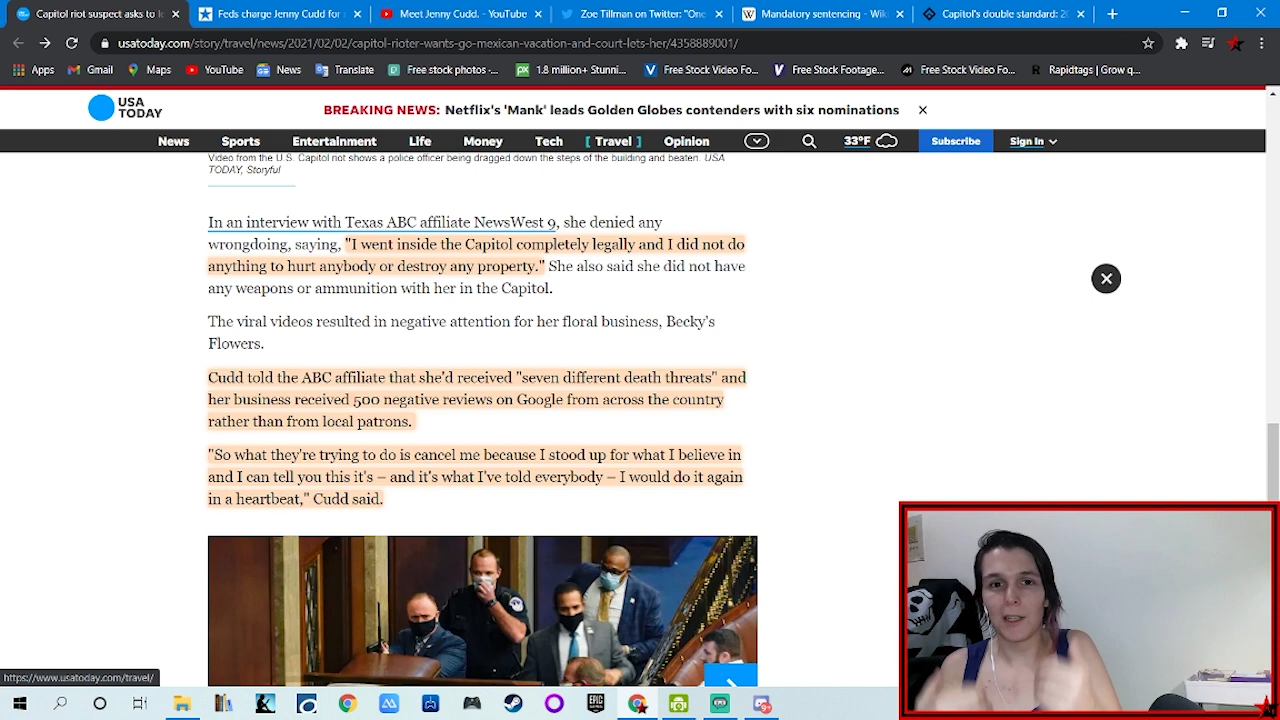 Capitol riot suspect asks to l
Feds charge Jenny Cudd for
Meet Jenny Cudd. - YouTube
Zoe Tillman on Twitter: "One
Mandatory sentencing - Wiki
Capitol's double standard: 20
usatoday.com/story/travel/news/2021/02/02/capitol-rioter-wants-go-mexican-vacation-and-court-lets-her/4358889001/
Apps Gmail Maps YouTube News Translate Free stock photos -... 1.8 million+ Stunni... Free Stock Video Fo... Free Stock Footage... Free Stock Video Fo... Rapidtags | Grow q...
USA TODAY
BREAKING NEWS: Netflix's 'Mank' leads Golden Globes contenders with six nominations
News Sports Entertainment Life Money Tech [ Travel ] Opinion 33°F Subscribe Sign In
Video from the U.S. Capitol riot shows a police officer being dragged down the steps of the building and beaten. USA
TODAY, Storyful
In an interview with Texas ABC affiliate NewsWest 9, she denied any
wrongdoing, saying, "I went inside the Capitol completely legally and I did not do
anything to hurt anybody or destroy any property." She also said she did not have
any weapons or ammunition with her in the Capitol.
The viral videos resulted in negative attention for her floral business, Becky's
Flowers.
Cudd told the ABC affiliate that she'd received "seven different death threats" and
her business received 500 negative reviews on Google from across the country
rather than from local patrons.
"So what they're trying to do is cancel me because I stood up for what I believe in
and I can tell you this it's – and it's what I've told everybody – I would do it again
in a heartbeat," Cudd said.
https://www.usatoday.com/travel/